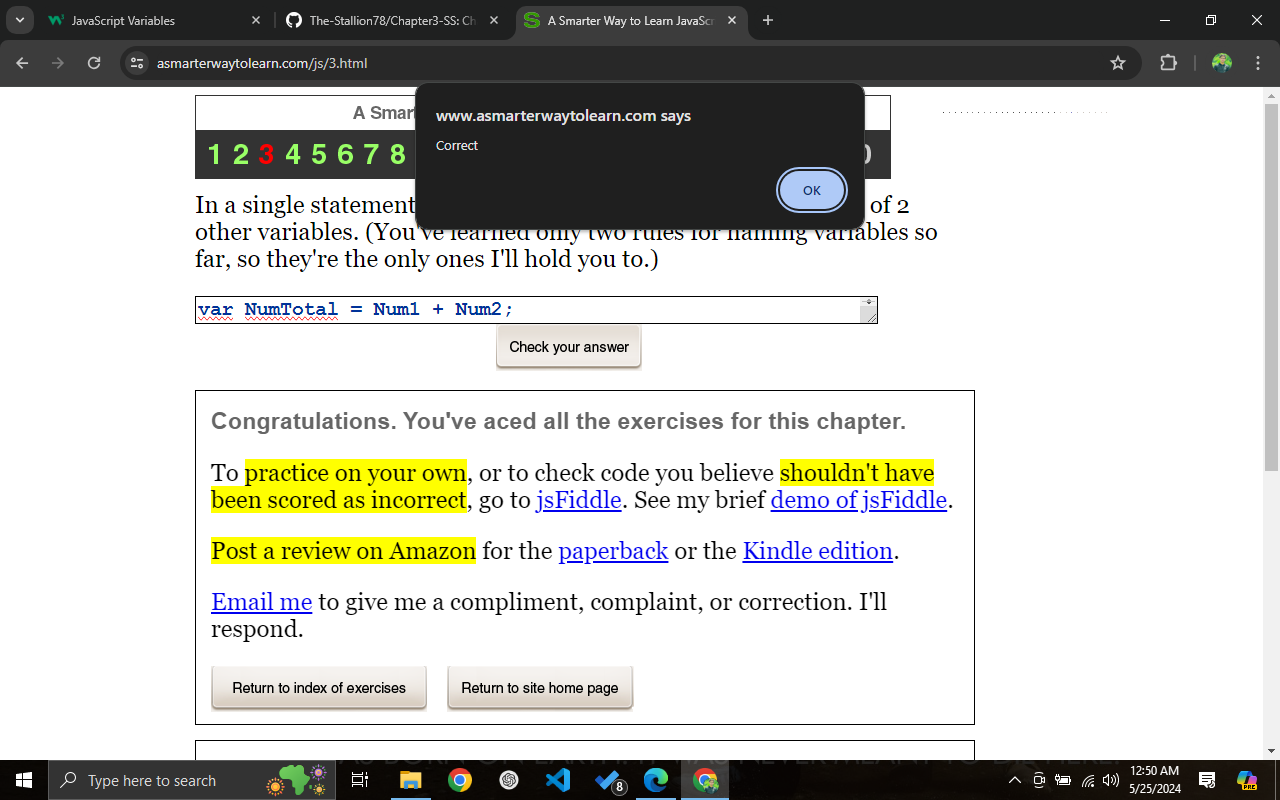 JavaScript Variables
The-Stallion78/Chapter3-SS: Ch
A Smarter Way to Learn JavaScr
asmarterwaytolearn.com/js/3.html
www.asmarterwaytolearn.com says
Correct
OK
A Smar
1 2 3 4 5 6 7 8
In a single statement of 2
other variables. (You've learned only two rules for naming variables so
far, so they're the only ones I'll hold you to.)
var NumTotal = Num1 + Num2;
Check your answer
Congratulations. You've aced all the exercises for this chapter.
To practice on your own, or to check code you believe shouldn't have
been scored as incorrect, go to jsFiddle. See my brief demo of jsFiddle.
Post a review on Amazon for the paperback or the Kindle edition.
Email me to give me a compliment, complaint, or correction. I'll
respond.
Return to index of exercises
Return to site home page
Type here to search
8
12:50 AM
5/25/2024
PRE